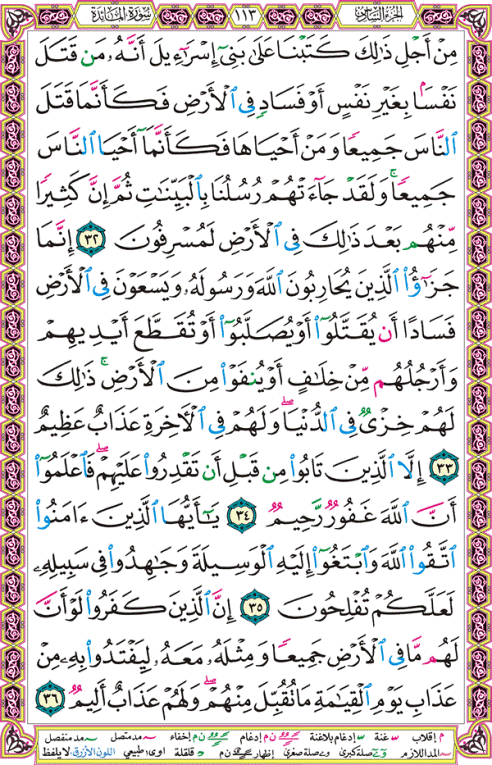 الجزء السادس ١١٣ سورة المائدة
مِنْ أَجْلِ ذَٰلِكَ كَتَبْنَا عَلَىٰ بَنِىٓ إِسْرَٰٓءِيلَ أَنَّهُۥ مَن قَتَلَ
نَفْسًۢا بِغَيْرِ نَفْسٍ أَوْ فَسَادٍ فِى ٱلْأَرْضِ فَكَأَنَّمَا قَتَلَ
ٱلنَّاسَ جَمِيعًا وَمَنْ أَحْيَاهَا فَكَأَنَّمَآ أَحْيَا ٱلنَّاسَ
جَمِيعًا ۚ وَلَقَدْ جَآءَتْهُمْ رُسُلُنَا بِٱلْبَيِّنَٰتِ ثُمَّ إِنَّ كَثِيرًا
مِّنْهُم بَعْدَ ذَٰلِكَ فِى ٱلْأَرْضِ لَمُسْرِفُونَ ٣٢ إِنَّمَا
جَزَٰٓؤُا۟ ٱلَّذِينَ يُحَارِبُونَ ٱللَّهَ وَرَسُولَهُۥ وَيَسْعَوْنَ فِى ٱلْأَرْضِ
فَسَادًا أَن يُقَتَّلُوٓا۟ أَوْ يُصَلَّبُوٓا۟ أَوْ تُقَطَّعَ أَيْدِيهِمْ
وَأَرْجُلُهُم مِّنْ خِلَٰفٍ أَوْ يُنفَوْا۟ مِنَ ٱلْأَرْضِ ۚ ذَٰلِكَ
لَهُمْ خِزْىٌ فِى ٱلدُّنْيَا ۖ وَلَهُمْ فِى ٱلْءَاخِرَةِ عَذَابٌ عَظِيمٌ
٣٣ إِلَّا ٱلَّذِينَ تَابُوا۟ مِن قَبْلِ أَن تَقْدِرُوا۟ عَلَيْهِمْ ۖ فَٱعْلَمُوٓا۟
أَنَّ ٱللَّهَ غَفُورٌ رَّحِيمٌ ٣٤ يَٰٓأَيُّهَا ٱلَّذِينَ ءَامَنُوا۟
ٱتَّقُوا۟ ٱللَّهَ وَٱبْتَغُوٓا۟ إِلَيْهِ ٱلْوَسِيلَةَ وَجَٰهِدُوا۟ فِى سَبِيلِهِۦ
لَعَلَّكُمْ تُفْلِحُونَ ٣٥ إِنَّ ٱلَّذِينَ كَفَرُوا۟ لَوْ أَنَّ
لَهُم مَّا فِى ٱلْأَرْضِ جَمِيعًا وَمِثْلَهُۥ مَعَهُۥ لِيَفْتَدُوا۟ بِهِۦ مِنْ
عَذَابِ يَوْمِ ٱلْقِيَٰمَةِ مَا تُقُبِّلَ مِنْهُمْ ۖ وَلَهُمْ عَذَابٌ أَلِيمٌ ٣٦
م إقلاب غنة إدغام بلاغنة ن م إدغام ن م إخفاء مد متصل مد منفصل
المد اللازم صلة كبرى وصلة صغرى إظهار ن م قلقلة اوى: طبيعي اللون الأزرق: لا يلفظ